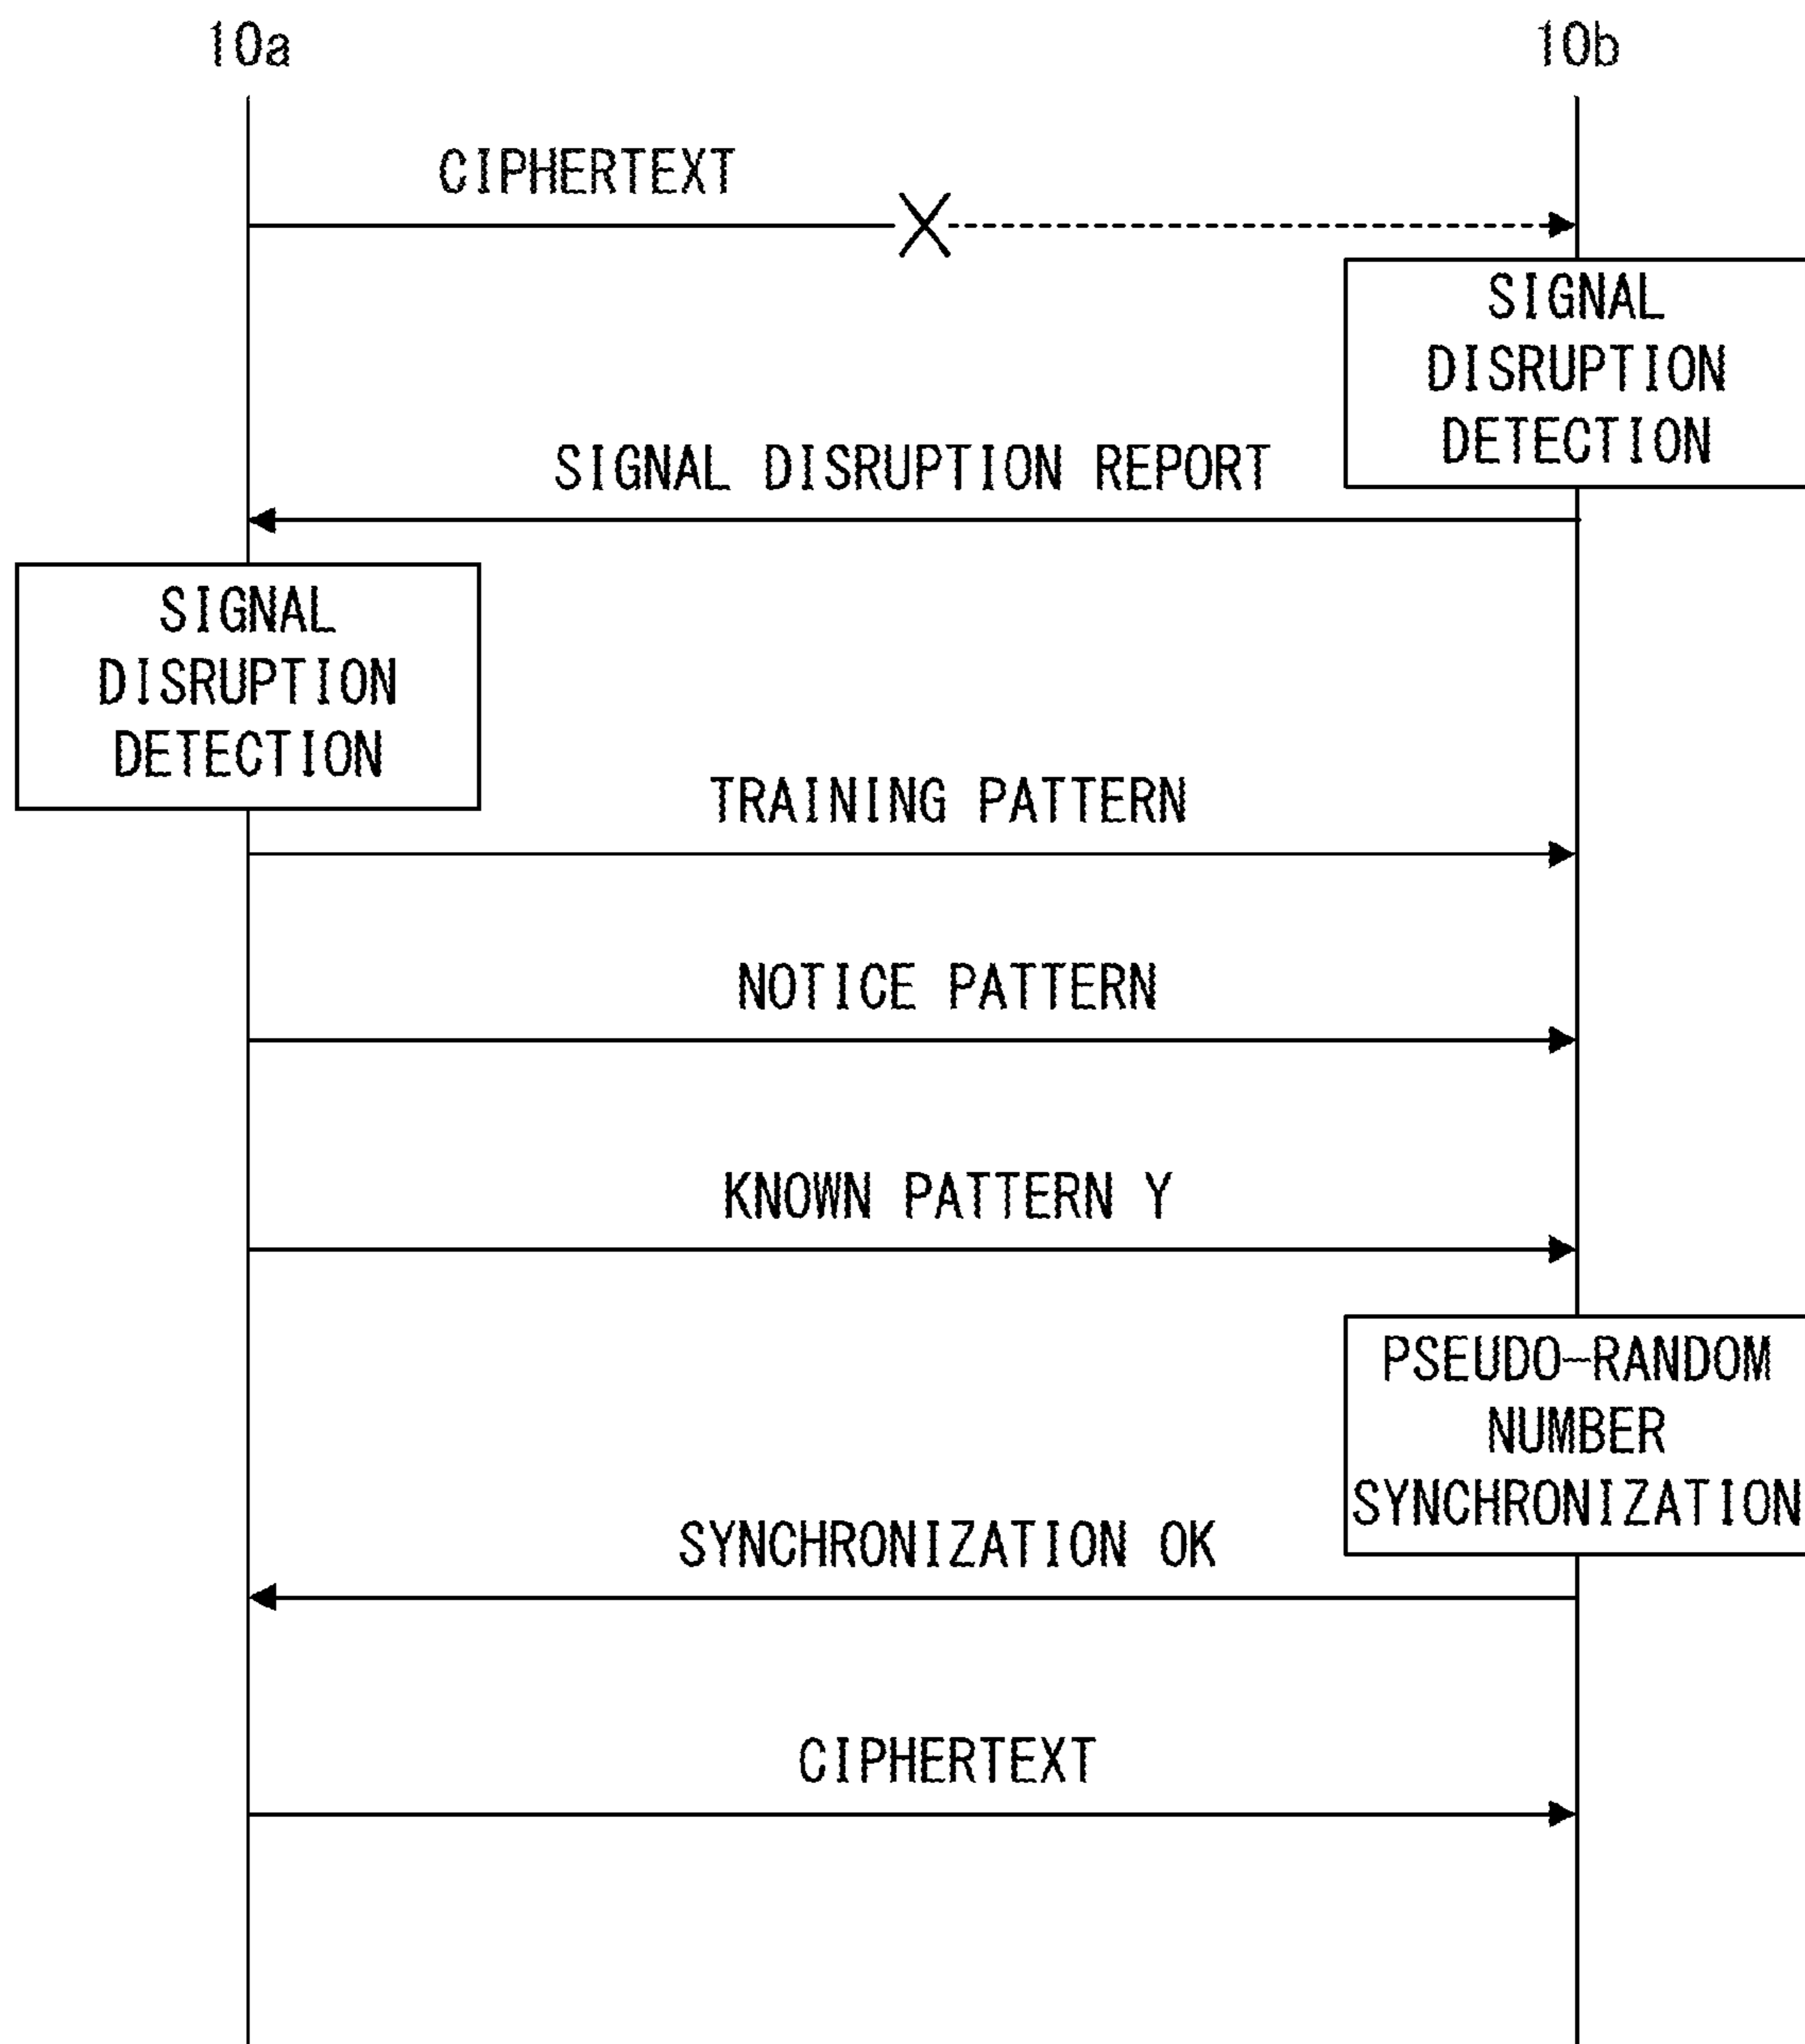 10a
10b
CIPHERTEXT
SIGNAL
DISRUPTION
DETECTION
SIGNAL DISRUPTION REPORT
SIGNAL
DISRUPTION
DETECTION
TRAINING PATTERN
NOTICE PATTERN
KNOWN PATTERN Y
PSEUDO-RANDOM
NUMBER
SYNCHRONIZATION
SYNCHRONIZATION OK
CIPHERTEXT